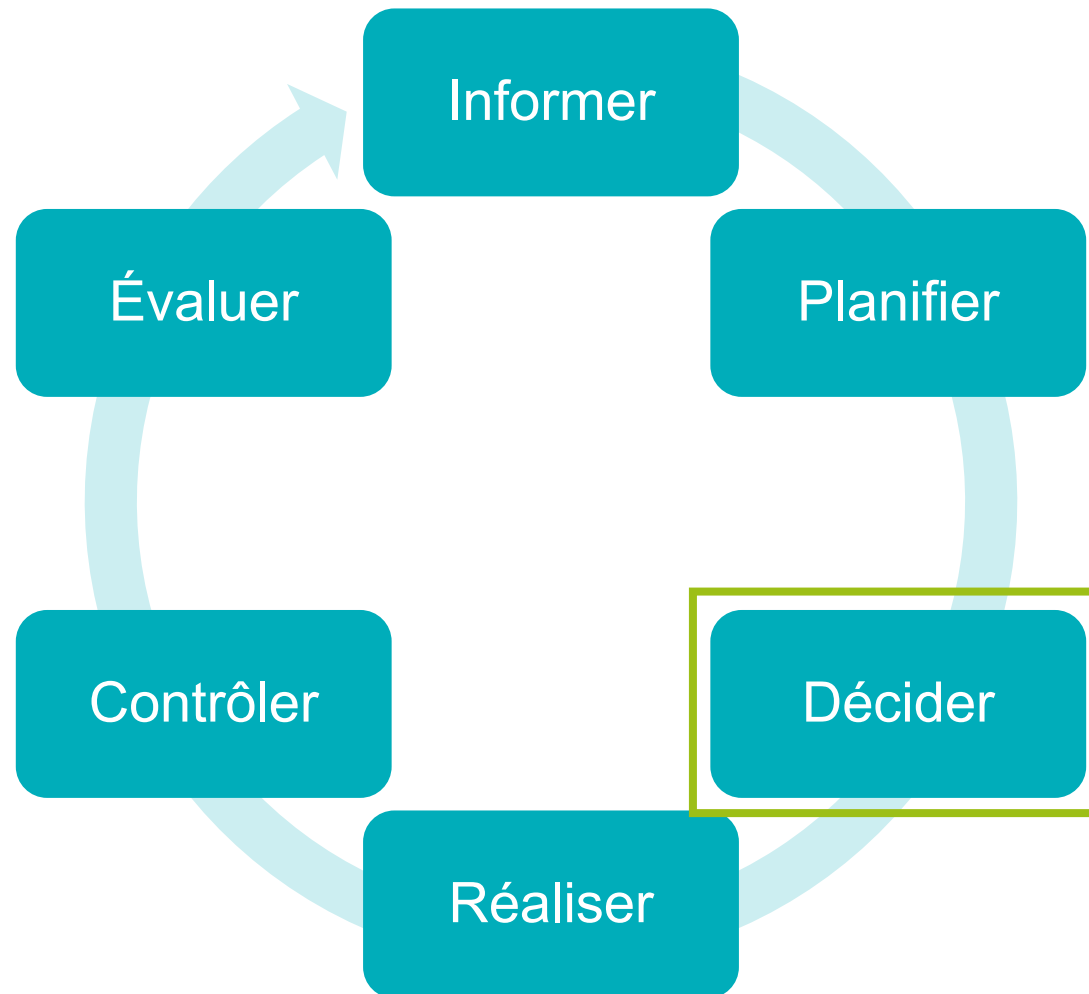 Informer
Planifier
Décider
Réaliser
Contrôler
Évaluer